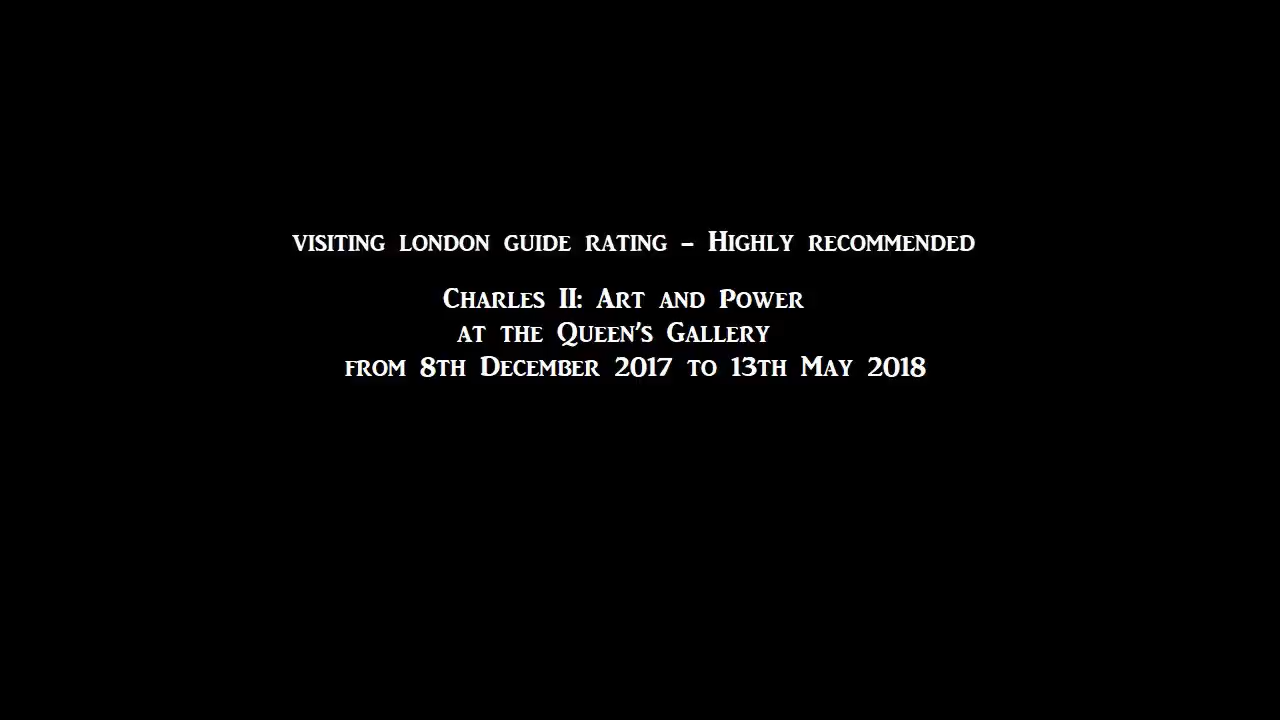 visiting london guide rating – Highly recommended
Charles II: Art and Power
at the Queen's Gallery
from 8th December 2017 to 13th May 2018